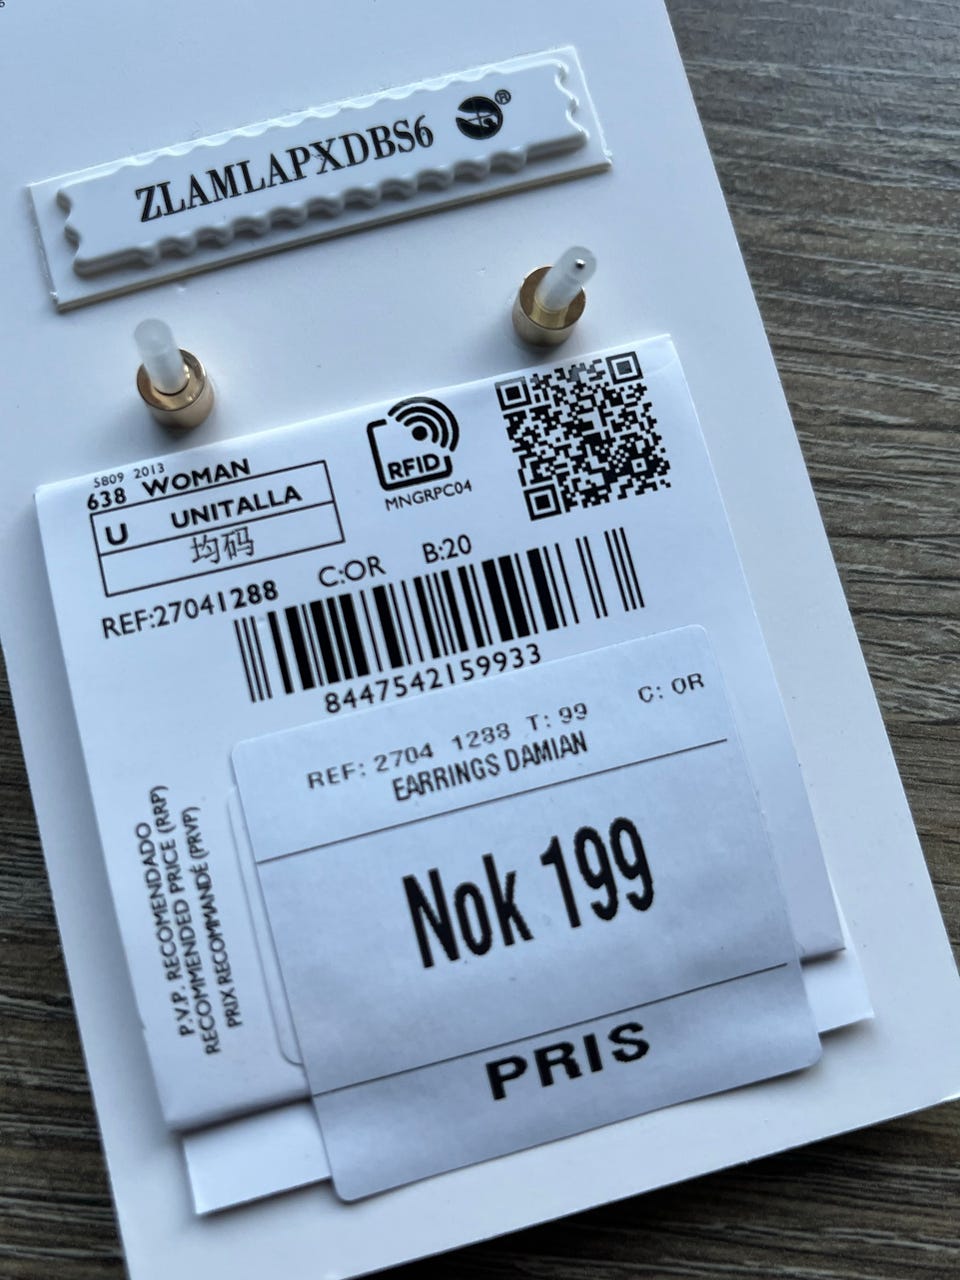 ZLAMLAPXDBS6 ®
5809 2013
638 WOMAN
U UNITALLA
均码
RFID
MNGRPC04
REF:27041288 C:OR B:20
8447542159933
REF: 2704 1288 T: 99 C: OR
EARRINGS DAMIAN
Nok 199
PRIS
P.V.P. RECOMENDADO
RECOMMENDED PRICE (RRP)
PRIX RECOMMANDÉ (PRVP)